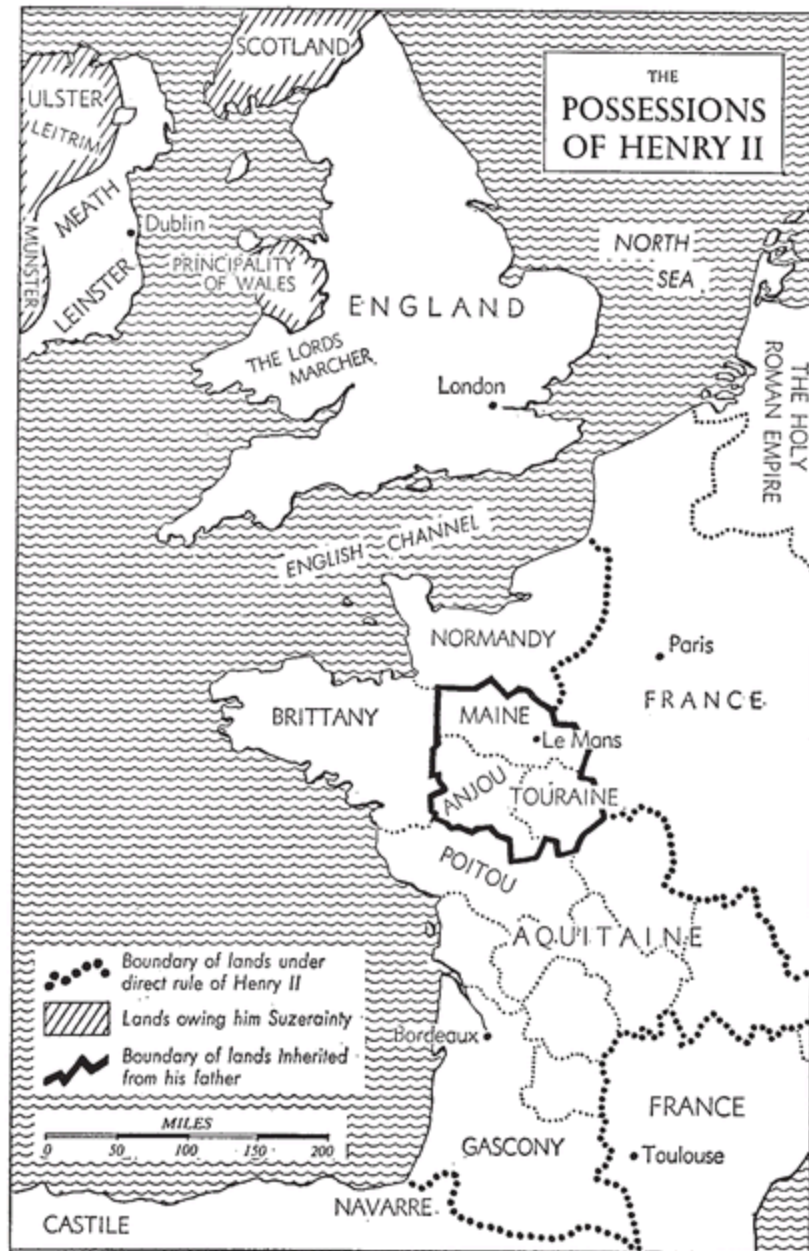 SCOTLAND
THE
POSSESSIONS
OF HENRY II
ULSTER
LEITRIM
MEATH
Dublin
MUNSTER
LEINSTER
PRINCIPALITY
OF WALES
NORTH
SEA
ENGLAND
THE LORDS
MARCHER
London
THE HOLY
ROMAN EMPIRE
ENGLISH CHANNEL
NORMANDY
Paris
FRANCE
BRITTANY
MAINE
Le Mans
ANJOU
TOURAINE
POITOU
AQUITAINE
Boundary of lands under
direct rule of Henry II
Lands owing him Suzerainty
Boundary of lands Inherited
from his father
Bordeaux
MILES
0 50 100 150 200
GASCONY
FRANCE
Toulouse
NAVARRE
CASTILE